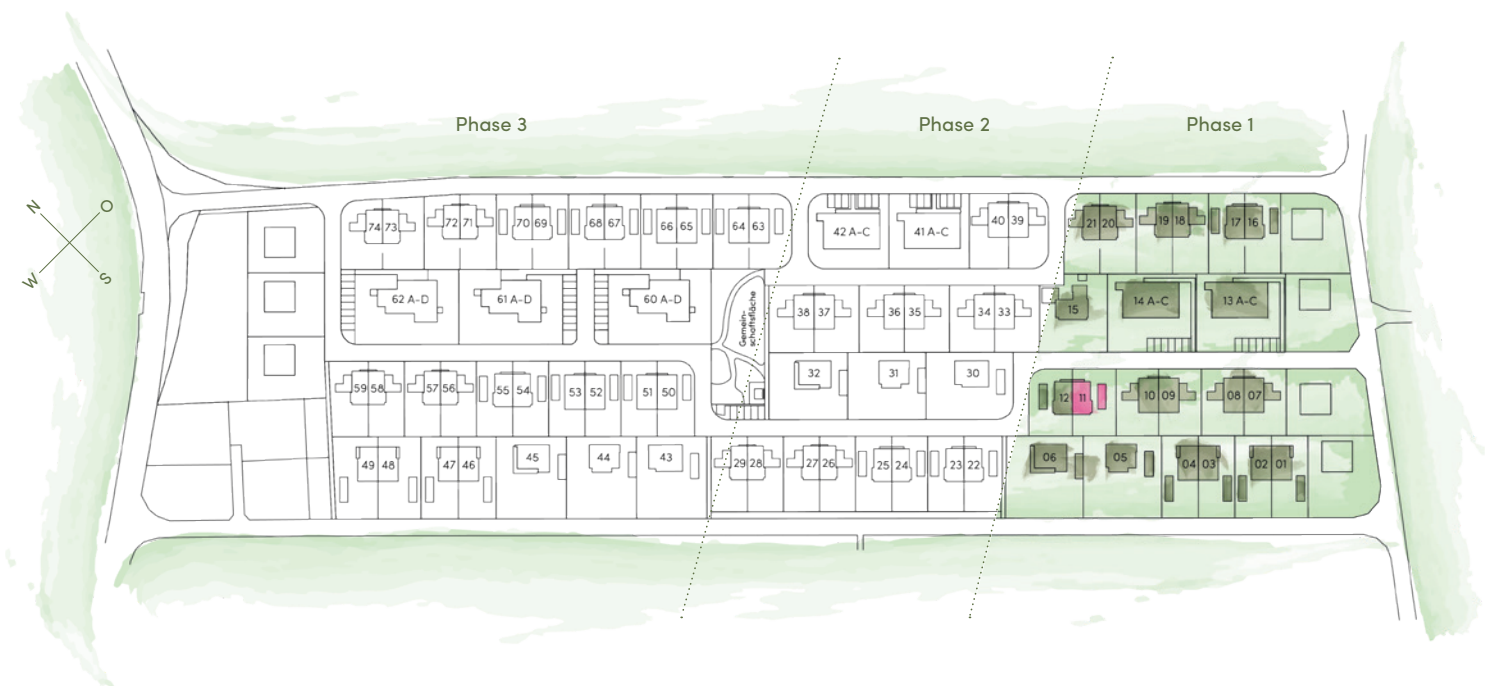 Phase 3
Phase 2
Phase 1
N
O
W
S
74 73
72 71
70 69
68 67
66 65
64 63
42 A-C
41 A-C
40 39
21 20
19 18
17 16
62 A-D
61 A-D
60 A-D
Gemein-
schaftsfläche
38 37
36 35
34 33
15
14 A-C
13 A-C
59 58
57 56
55 54
53 52
51 50
32
31
30
12 11
10 09
08 07
49 48
47 46
45
44
43
29 28
27 26
25 24
23 22
06
05
04 03
02 01